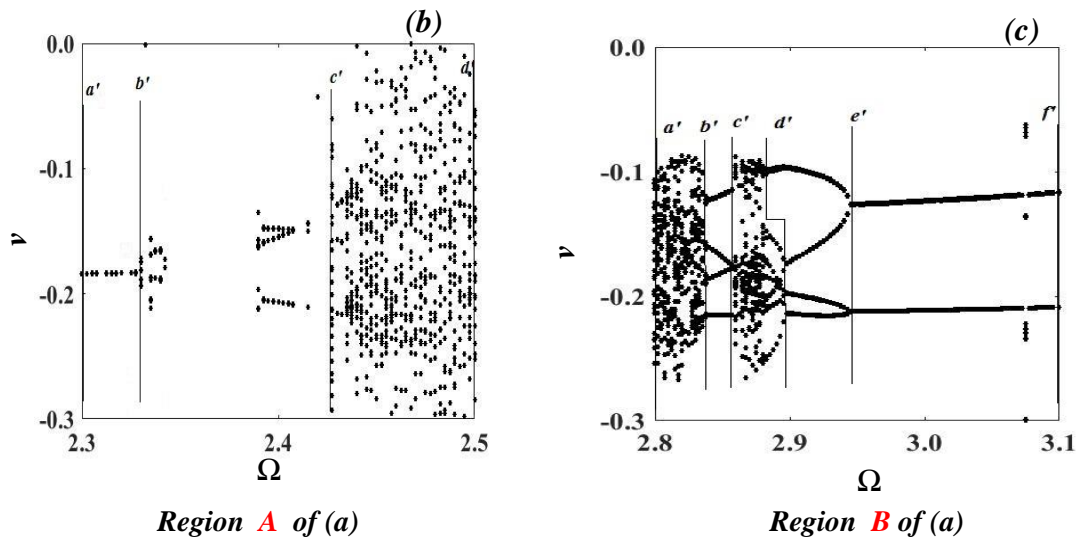 (b)
0.0
-0.1
-0.2
-0.3
v
a'
b'
c'
d'
2.3
2.4
2.5
Ω
Region A of (a)
(c)
0.0
-0.1
-0.2
-0.3
v
a'
b'
c'
d'
e'
f'
2.8
2.9
3.0
3.1
Ω
Region B of (a)